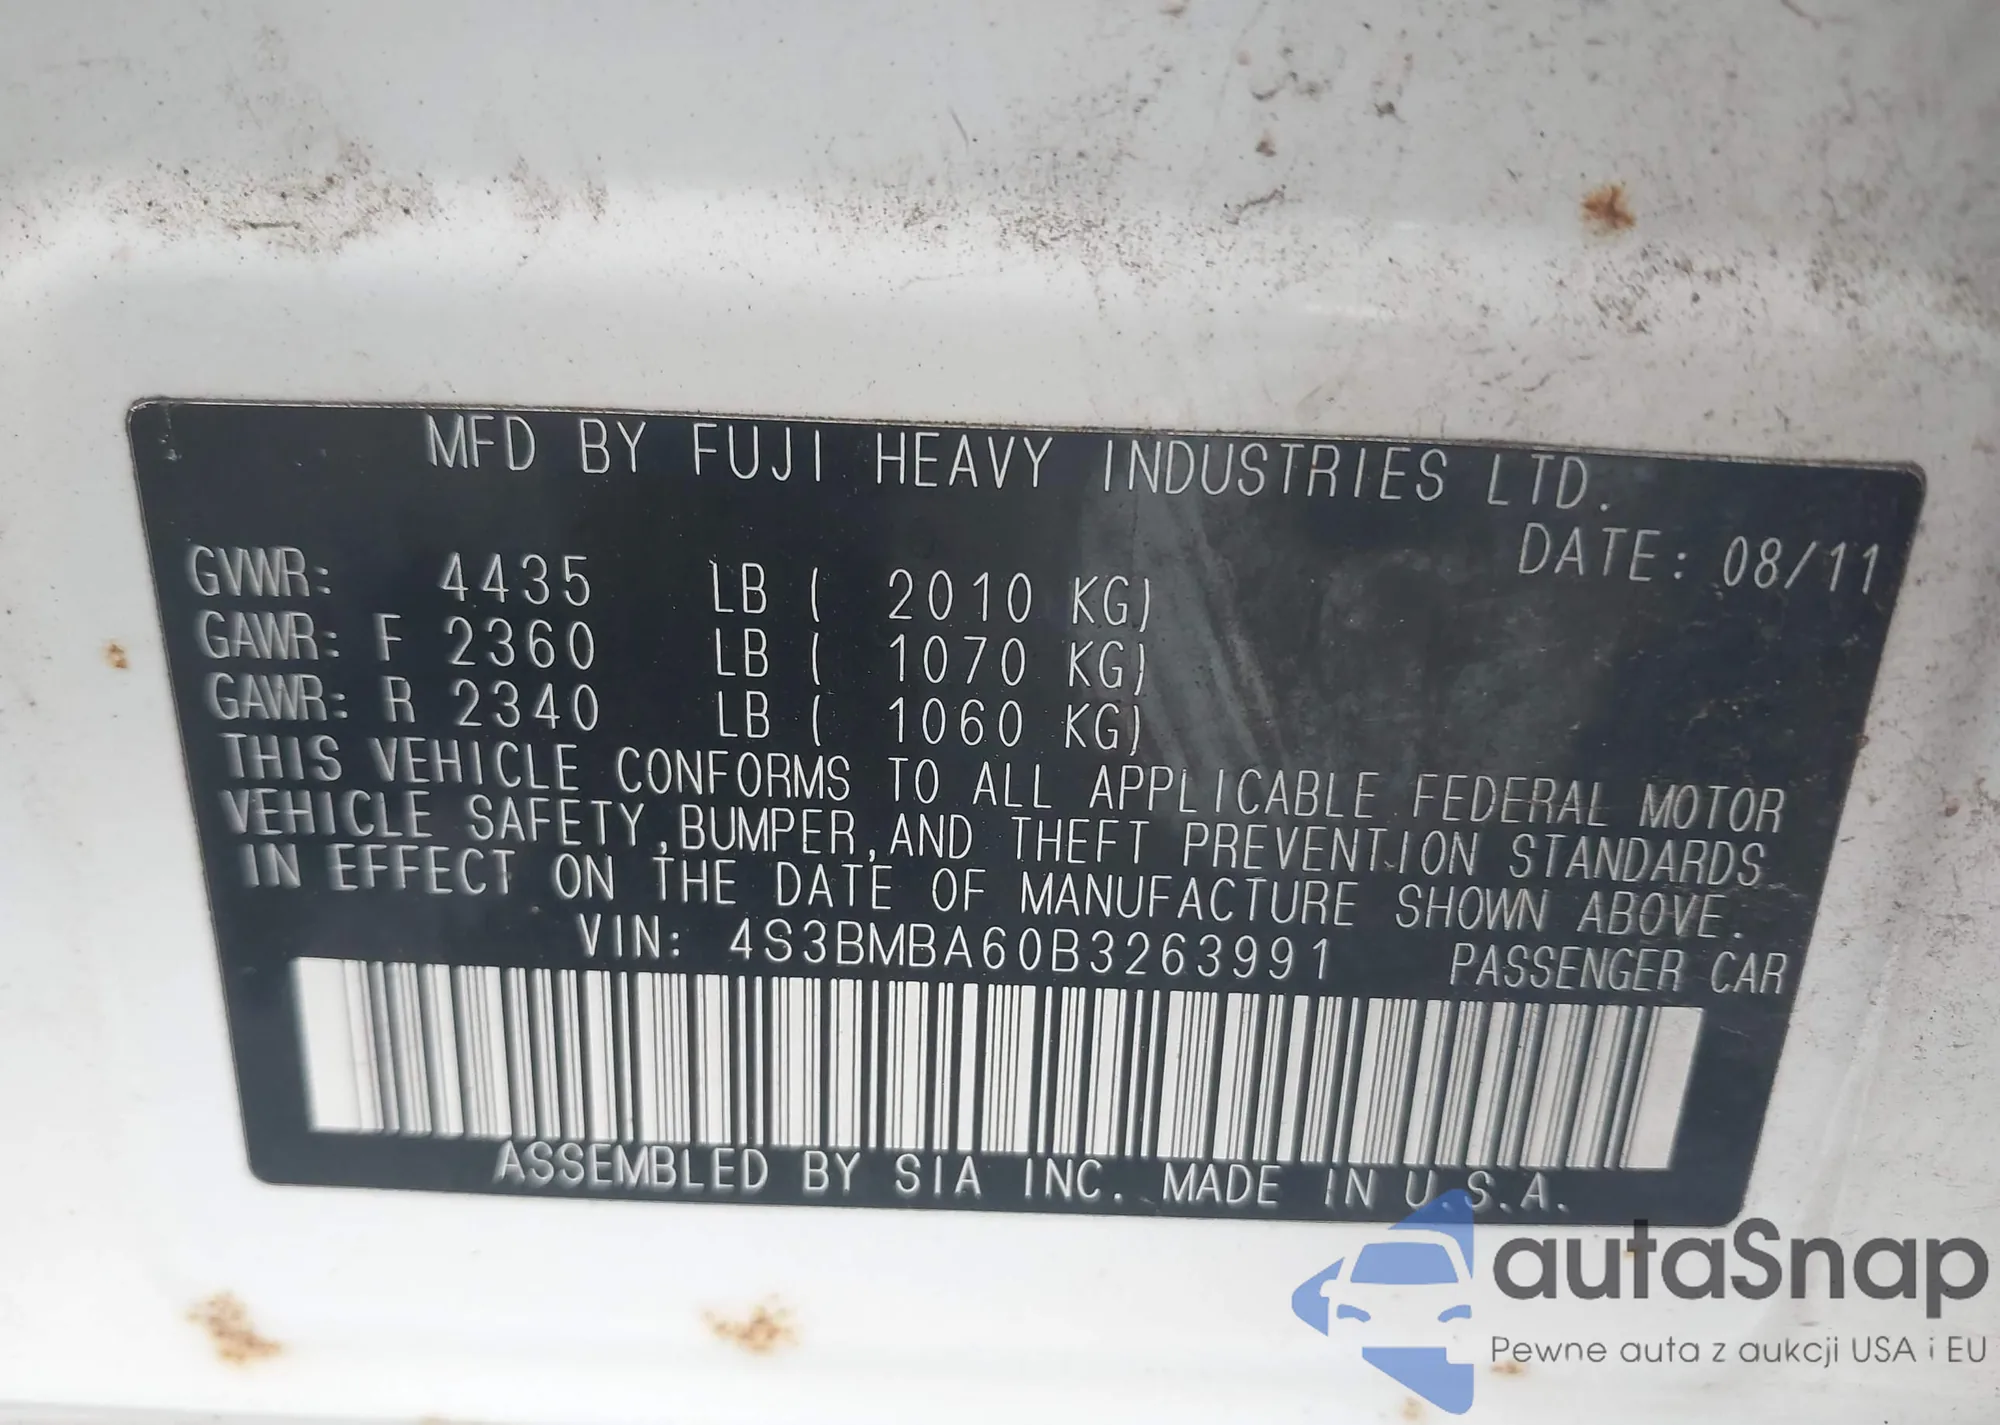 MFD BY FUJI HEAVY INDUSTRIES LTD.
DATE: 08/11
GVWR: 4435 LB ( 2010 KG)
GAWR: F 2360 LB ( 1070 KG)
GAWR: R 2340 LB ( 1060 KG)
THIS VEHICLE CONFORMS TO ALL APPLICABLE FEDERAL MOTOR
VEHICLE SAFETY,BUMPER,AND THEFT PREVENTION STANDARDS
IN EFFECT ON THE DATE OF MANUFACTURE SHOWN ABOVE.
VIN: 4S3BMBA60B3263991 PASSENGER CAR
ASSEMBLED BY SIA INC. MADE IN U.S.A.
autaSnap
Pewne auta z aukcji USA i EU